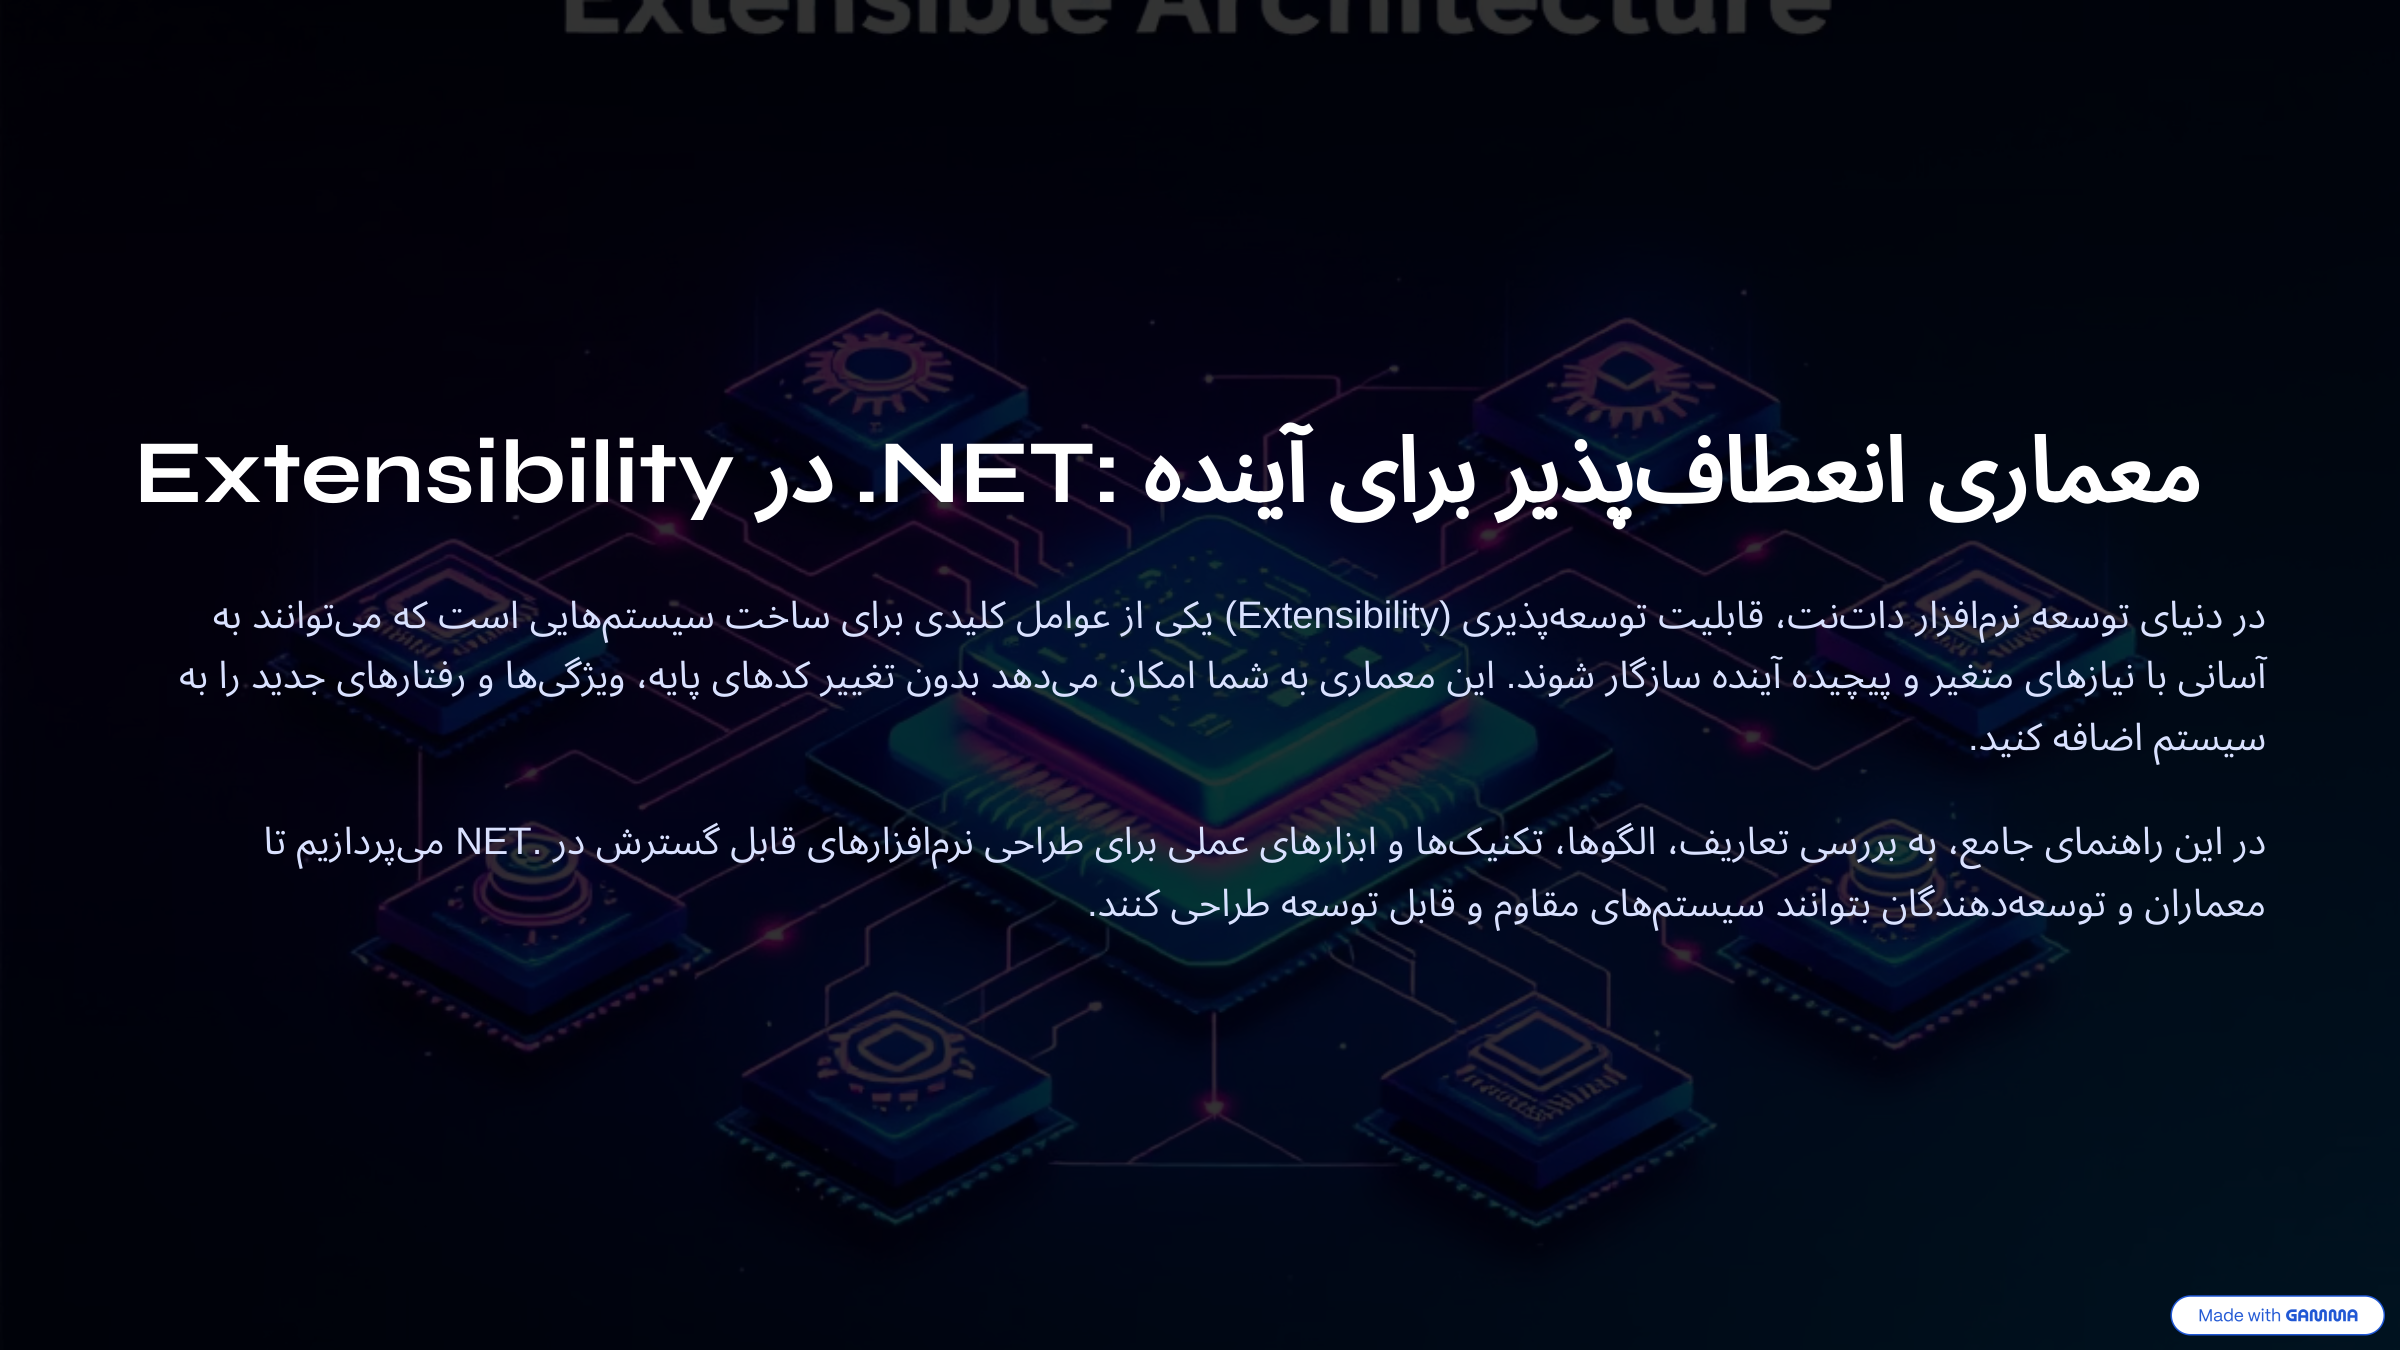 Extensible Architecture
Extensibility در .NET: معماری انعطاف‌پذیر برای آینده
در دنیای توسعه نرم‌افزار دات‌نت، قابلیت توسعه‌پذیری (Extensibility) یکی از عوامل کلیدی برای ساخت سیستم‌هایی است که می‌توانند به
آسانی با نیازهای متغیر و پیچیده آینده سازگار شوند. این معماری به شما امکان می‌دهد بدون تغییر کدهای پایه، ویژگی‌ها و رفتارهای جدید را به
سیستم اضافه کنید.
در این راهنمای جامع، به بررسی تعاریف، الگوها، تکنیک‌ها و ابزارهای عملی برای طراحی نرم‌افزارهای قابل گسترش در .NET می‌پردازیم تا
معماران و توسعه‌دهندگان بتوانند سیستم‌های مقاوم و قابل توسعه طراحی کنند.
Made with GAMMA